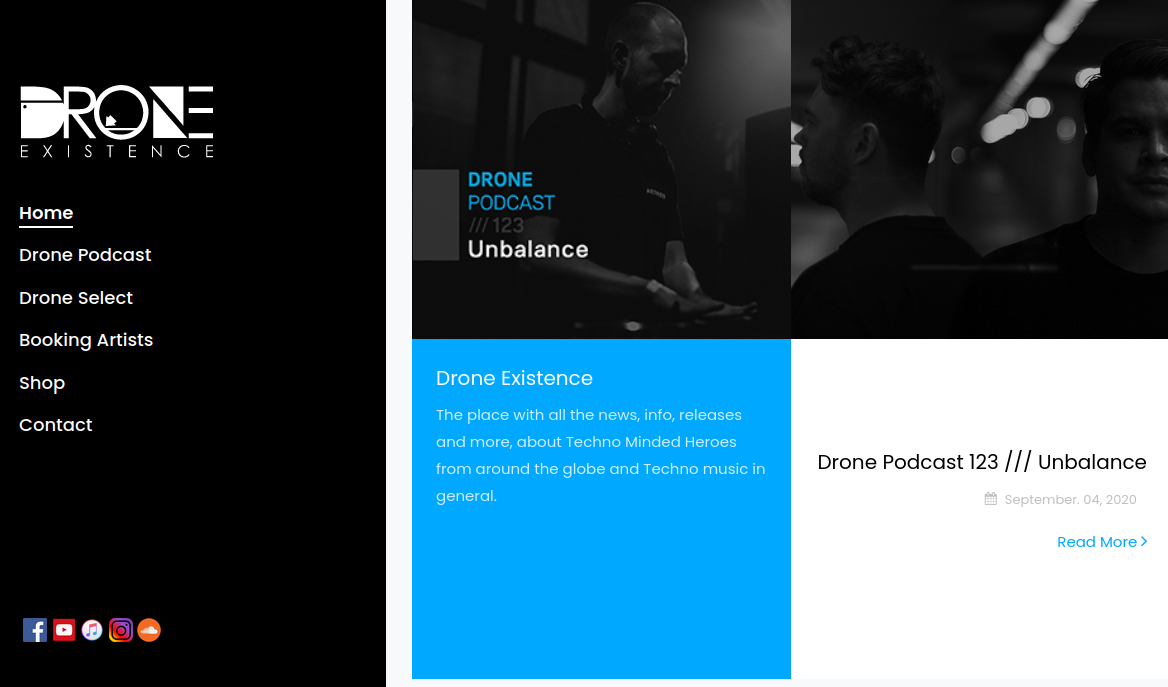 DRONE
EXISTENCE
Home
Drone Podcast
Drone Select
Booking Artists
Shop
Contact
DRONE
PODCAST
/// 123
Unbalance
Drone Existence
The place with all the news, info, releases
and more, about Techno Minded Heroes
from around the globe and Techno music in
general.
Drone Podcast 123 /// Unbalance
September. 04, 2020
Read More